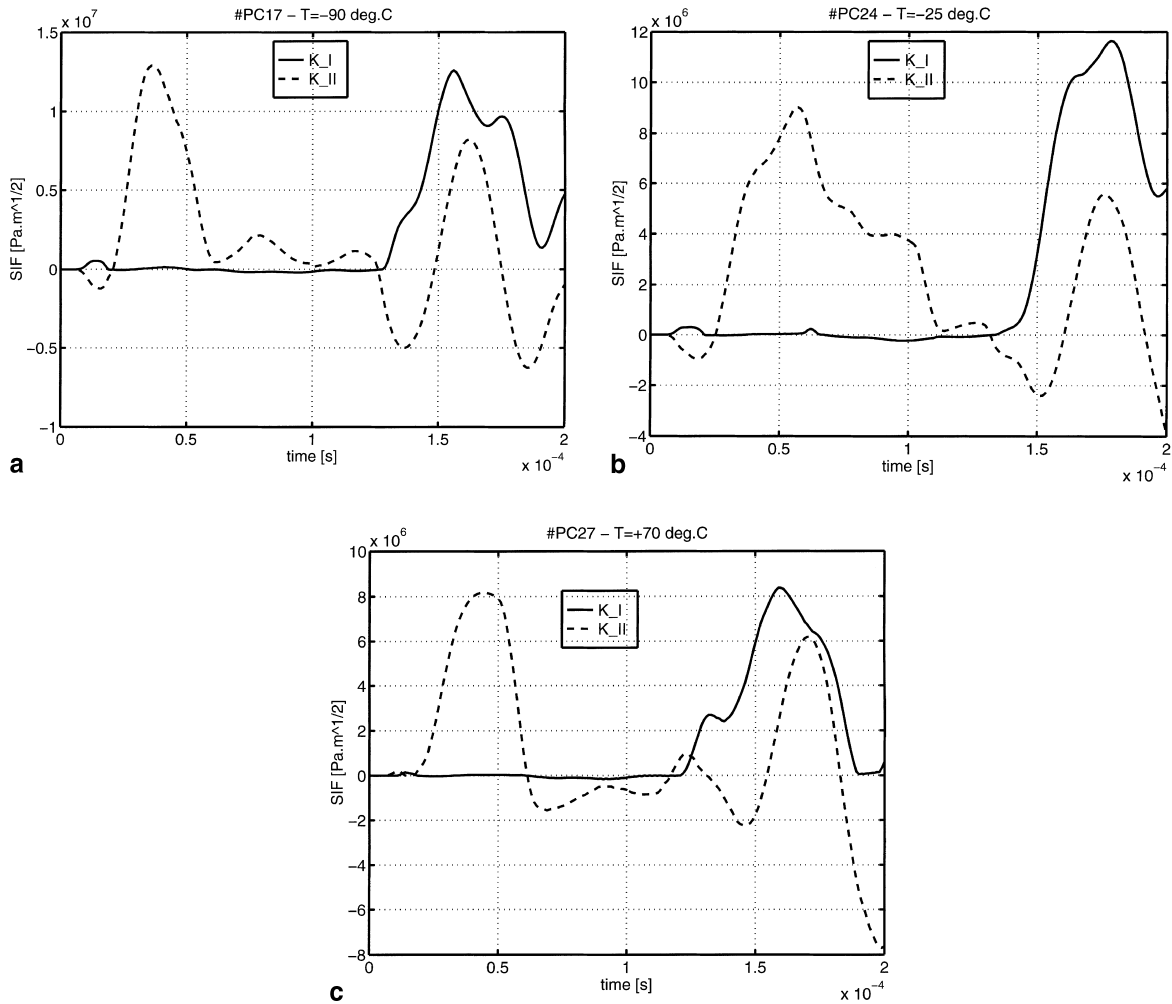 #PC17 − T=−90 deg.C
x 10^7
K_I
K_II
1.5
1
0.5
0
−0.5
−1
SIF [Pa.m^1/2]
0 0.5 1 1.5 2
time [s]
x 10^−4
a
#PC24 − T=−25 deg.C
x 10^6
K_I
K_II
12
10
8
6
4
2
0
−2
−4
SIF [Pa.m^1/2]
0 0.5 1 1.5 2
time [s]
x 10^−4
b
#PC27 − T=+70 deg.C
x 10^6
K_I
K_II
10
8
6
4
2
0
−2
−4
−6
−8
SIF [Pa.m^1/2]
0 0.5 1 1.5 2
time [s]
x 10^−4
c